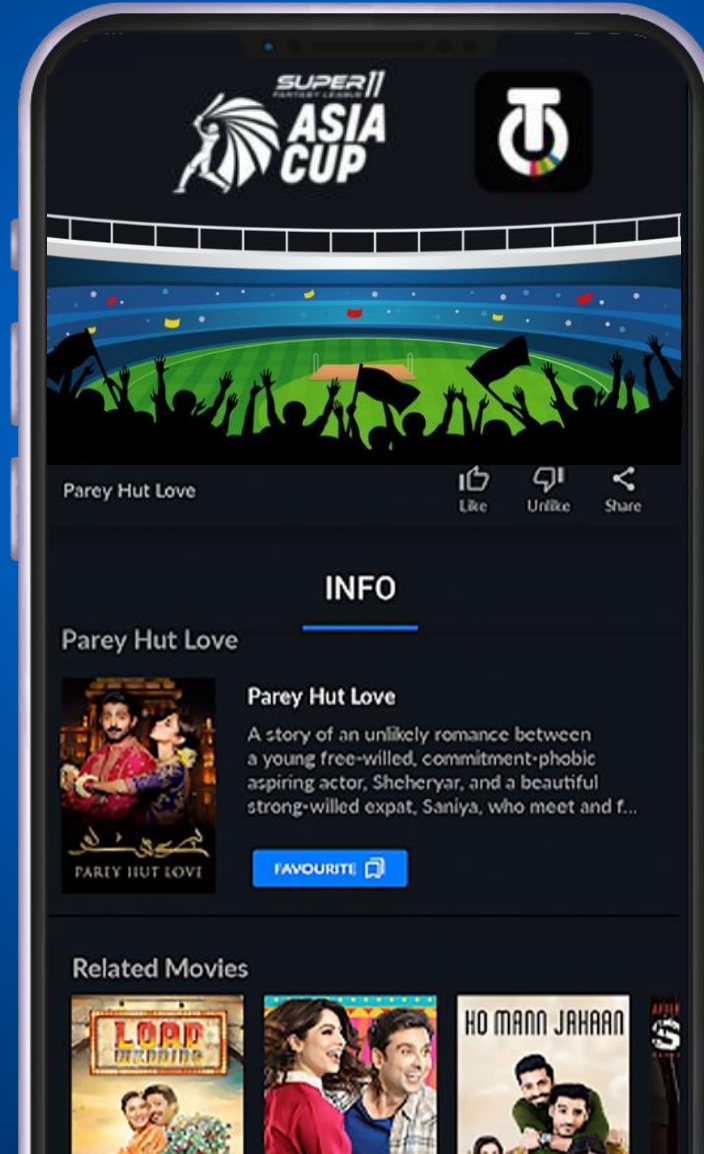 SUPER 11
FANTASY LEAGUE
ASIA
CUP
Parey Hut Love
Like
Unlike
Share
INFO
Parey Hut Love
Parey Hut Love
A story of an unlikely romance between
a young free-willed, commitment-phobic
aspiring actor, Sheheryar, and a beautiful
strong-willed expat, Saniya, who meet and f...
PAREY HUT LOVE
FAVOURITE
Related Movies
LOAD
WEDDING
HO MANN JAHAAN